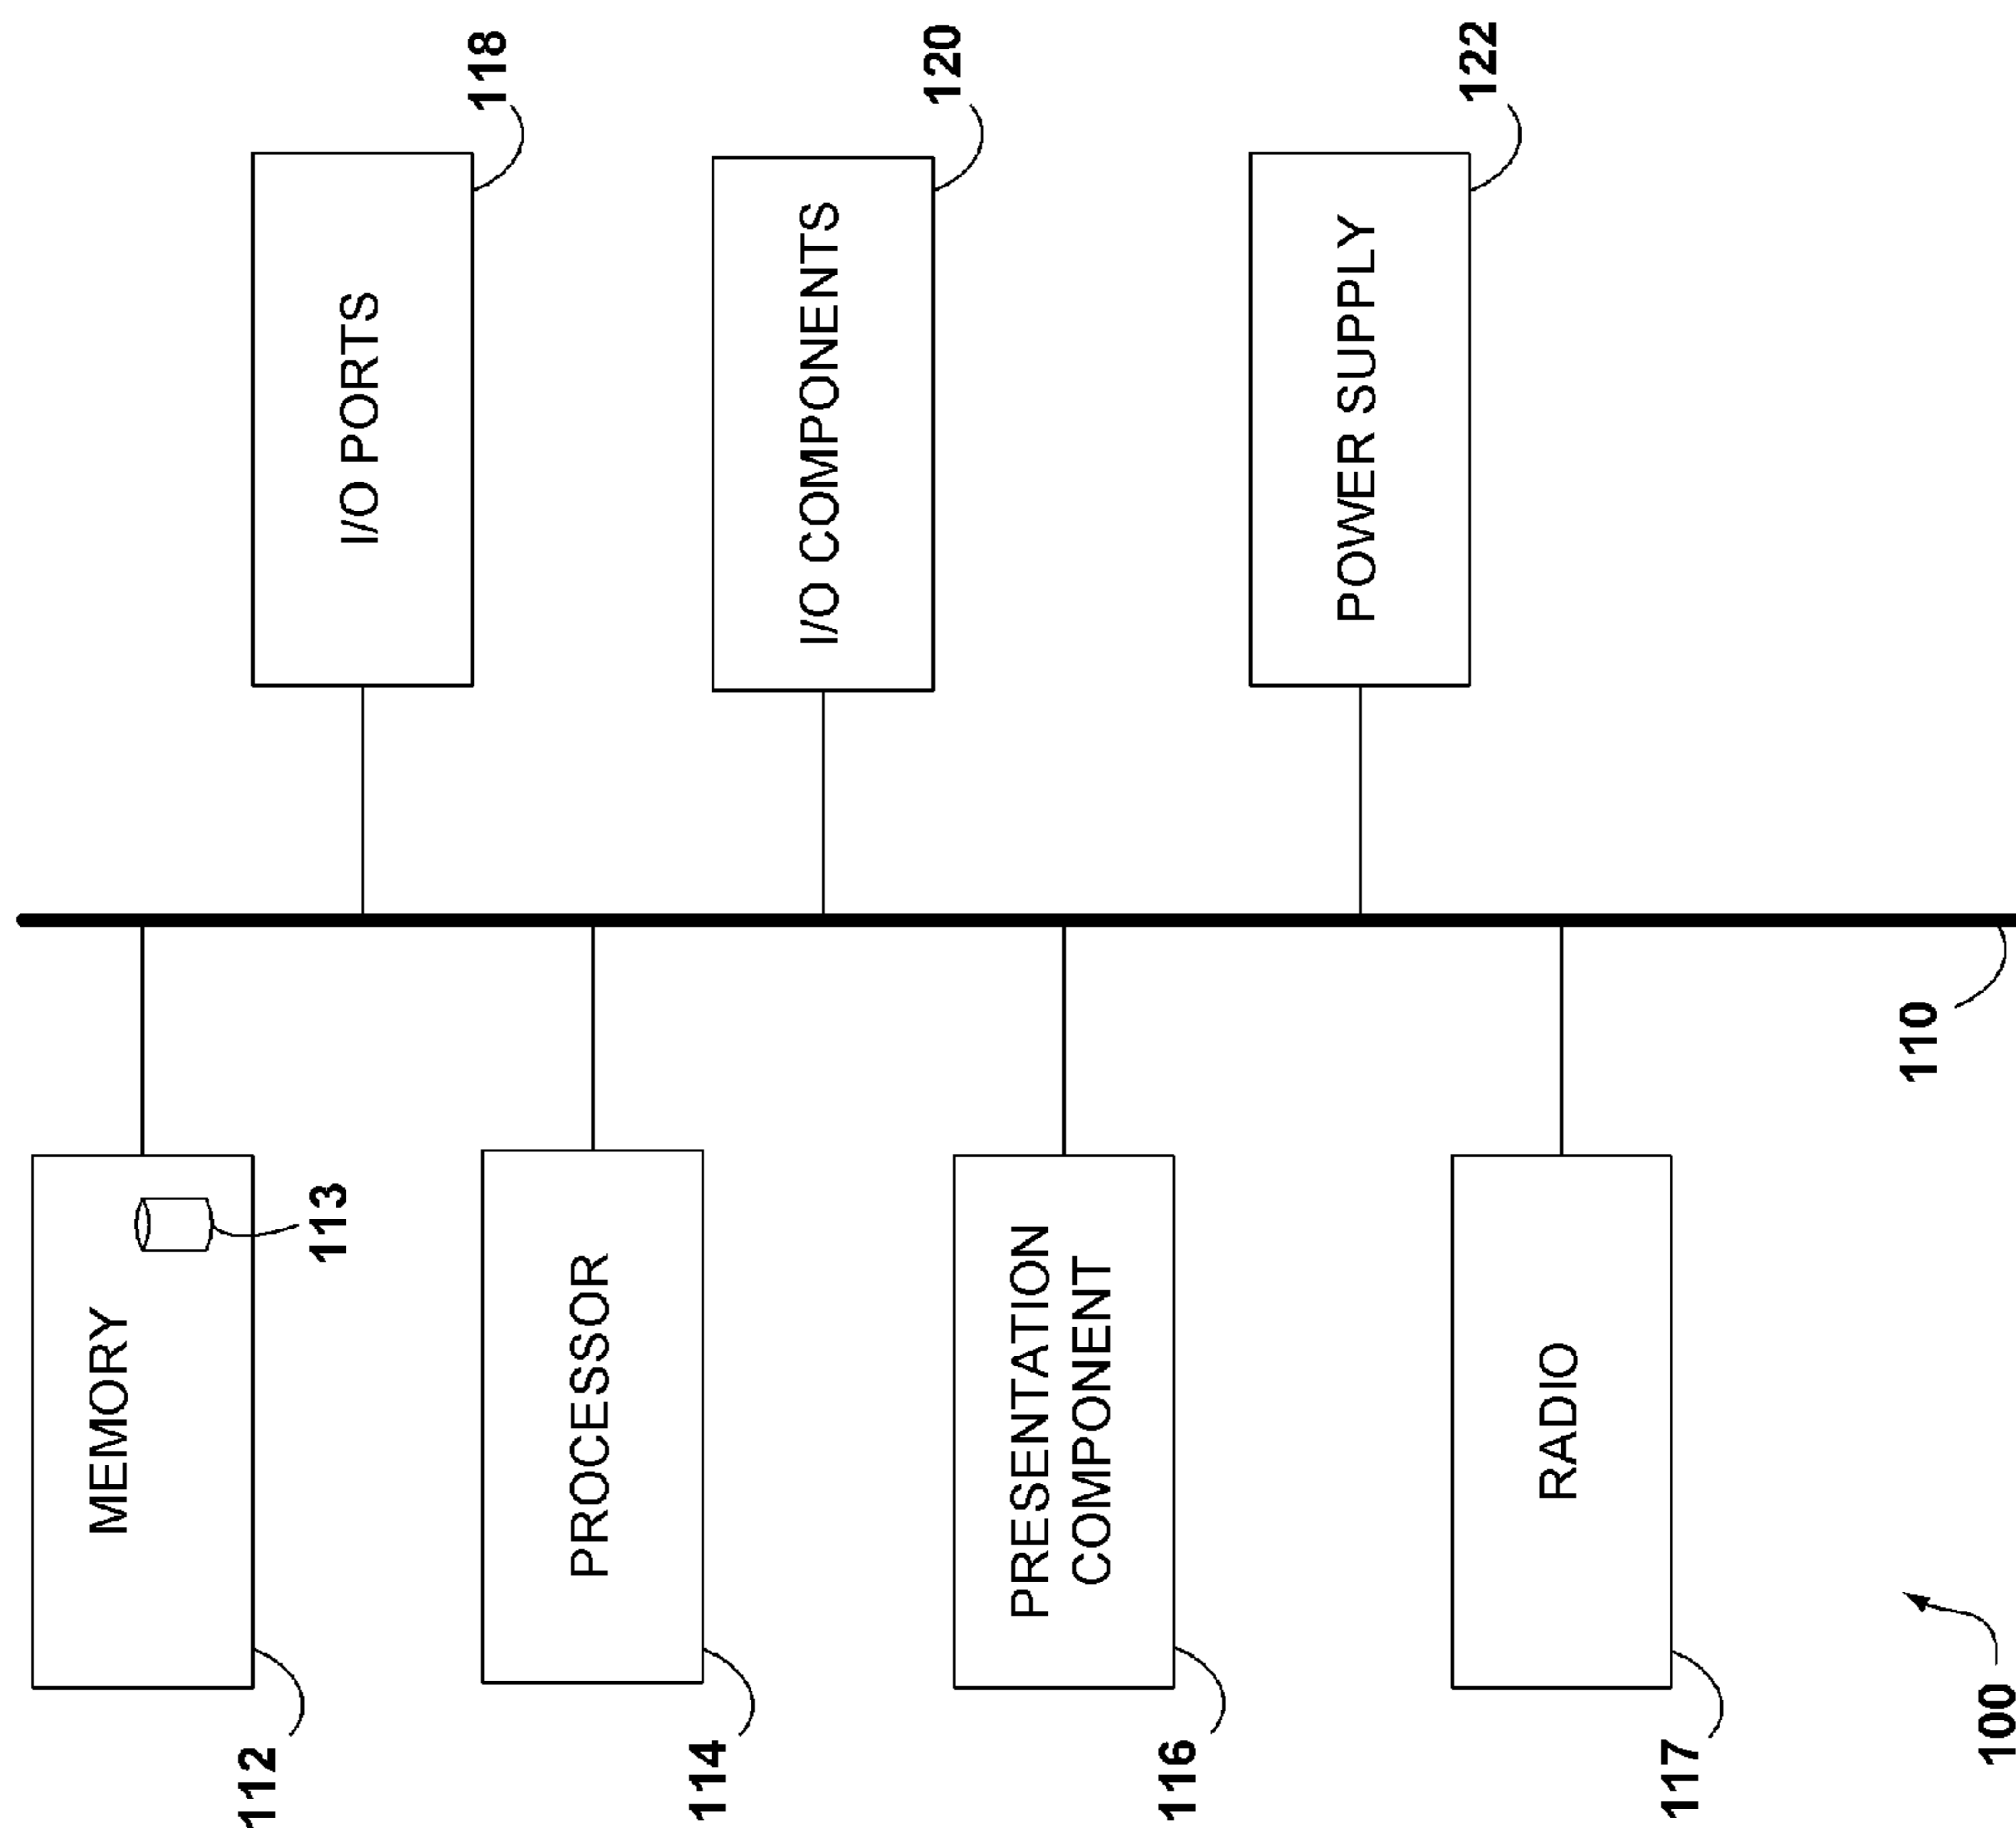 MEMORY
112
113
PROCESSOR
114
PRESENTATION
COMPONENT
116
RADIO
117
I/O PORTS
118
I/O COMPONENTS
120
POWER SUPPLY
122
110
100